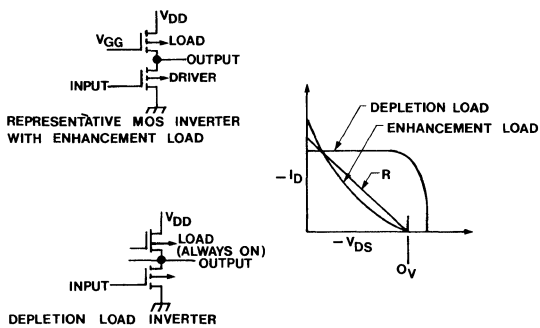 VDD
VGG
LOAD
OUTPUT
DRIVER
INPUT
REPRESENTATIVE MOS INVERTER
WITH ENHANCEMENT LOAD
VDD
LOAD
(ALWAYS ON)
OUTPUT
INPUT
DEPLETION LOAD INVERTER
DEPLETION LOAD
ENHANCEMENT LOAD
R
-ID
-VDS
OV